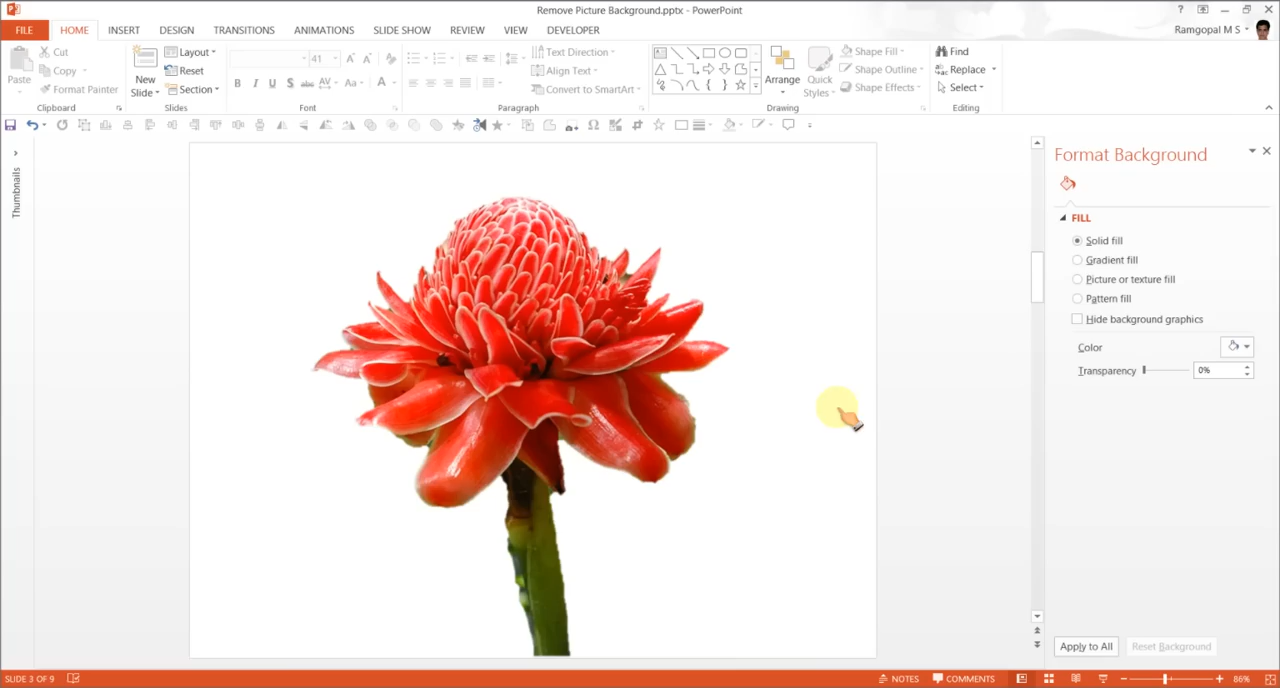 Remove Picture Background.pptx - PowerPoint
?
FILE HOME INSERT DESIGN TRANSITIONS ANIMATIONS SLIDE SHOW REVIEW VIEW DEVELOPER Ramgopal M S
Paste
Cut
Copy
Format Painter
Clipboard
New
Slide
Layout
Reset
Section
Slides
41
B I U S abc AV Aa A
Font
Text Direction
Align Text
Convert to SmartArt
Paragraph
Arrange
Quick
Styles
Shape Fill
Shape Outline
Shape Effects
Drawing
Find
Replace
Select
Editing
Thumbnails
Format Background
FILL
Solid fill
Gradient fill
Picture or texture fill
Pattern fill
Hide background graphics
Color
Transparency 0%
Apply to All Reset Background
SLIDE 3 OF 9 NOTES COMMENTS 86%